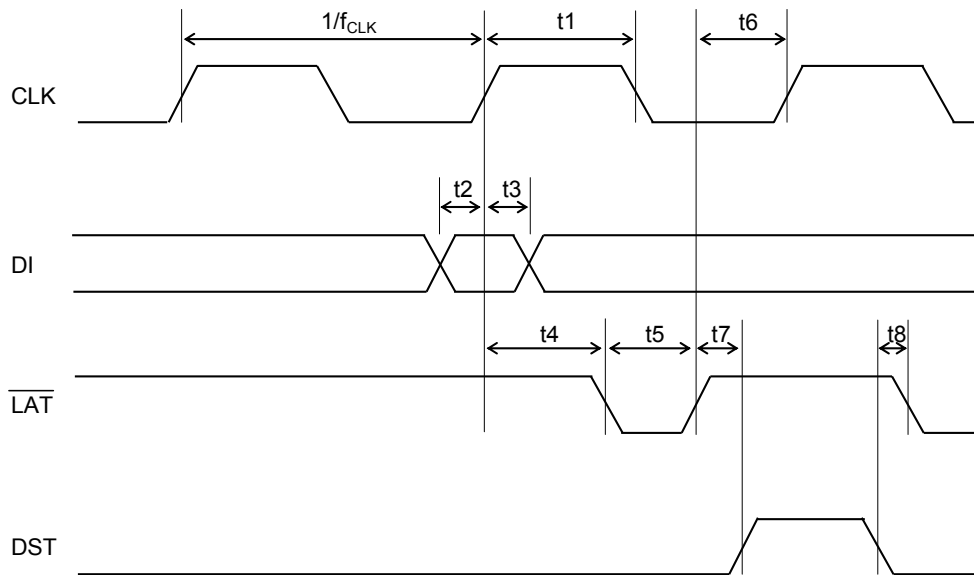 1/fCLK t1 t6
CLK
t2 t3
DI
t4 t5 t7 t8
LAT
DST